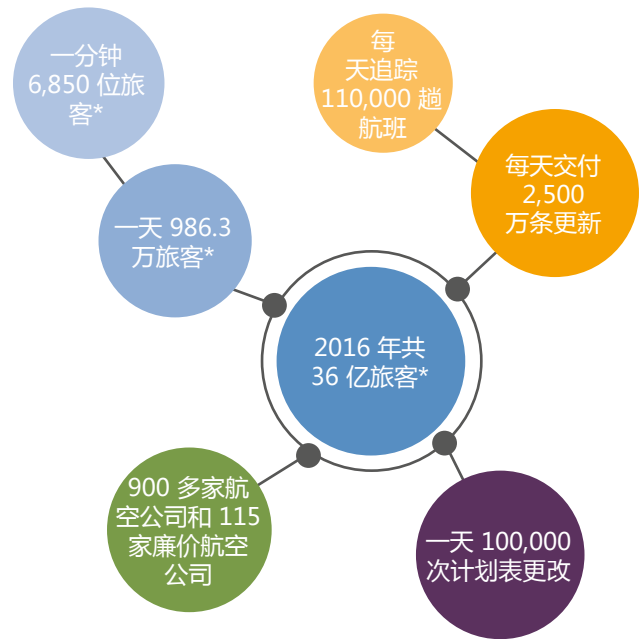 一分钟
6,850 位旅
客*
每
天追踪
110,000 趟
航班
每天交付
2,500
万条更新
一天 986.3
万旅客*
2016 年共
36 亿旅客*
900 多家航
空公司和 115
家廉价航空
公司
一天 100,000
次计划表更改